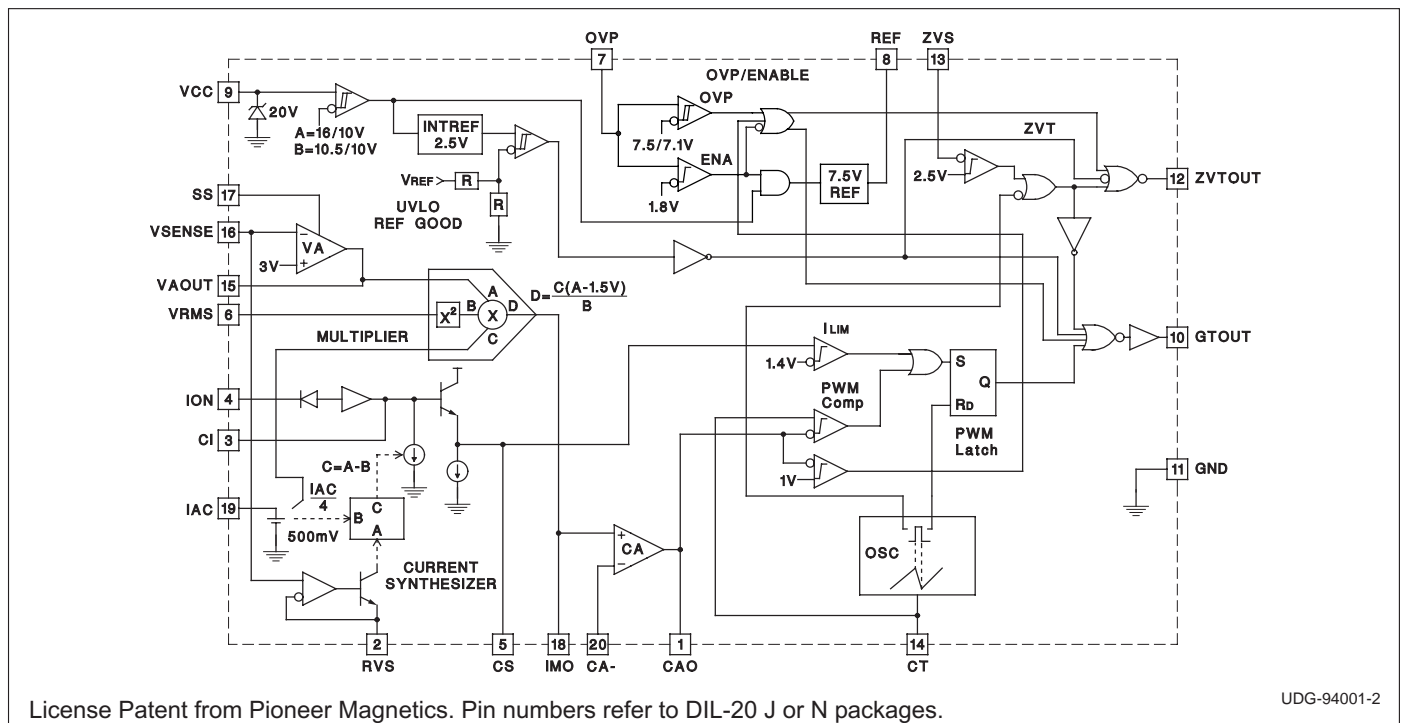 OVP
7
REF
8
ZVS
13
VCC
9
20V
A=16/10V
B=10.5/10V
INTREF
2.5V
VREF
R
R
UVLO
REF GOOD
OVP/ENABLE
OVP
7.5/7.1V
ENA
1.8V
7.5V
REF
ZVT
2.5V
12
ZVTOUT
SS
17
VSENSE
16
VA
3V
VAOUT
15
VRMS
6
MULTIPLIER
X²
A
B
X
D
C
D=C(A-1.5V)/B
ILIM
1.4V
PWM
Comp
1V
S
Q
RD
PWM
Latch
10
GTOUT
ION
4
CI
3
IAC
19
C=A-B
IAC/4
500mV
B
C
A
CURRENT
SYNTHESIZER
CA
OSC
11
GND
2
RVS
5
CS
18
IMO
20
CA-
1
CAO
14
CT
License Patent from Pioneer Magnetics. Pin numbers refer to DIL-20 J or N packages.
UDG-94001-2